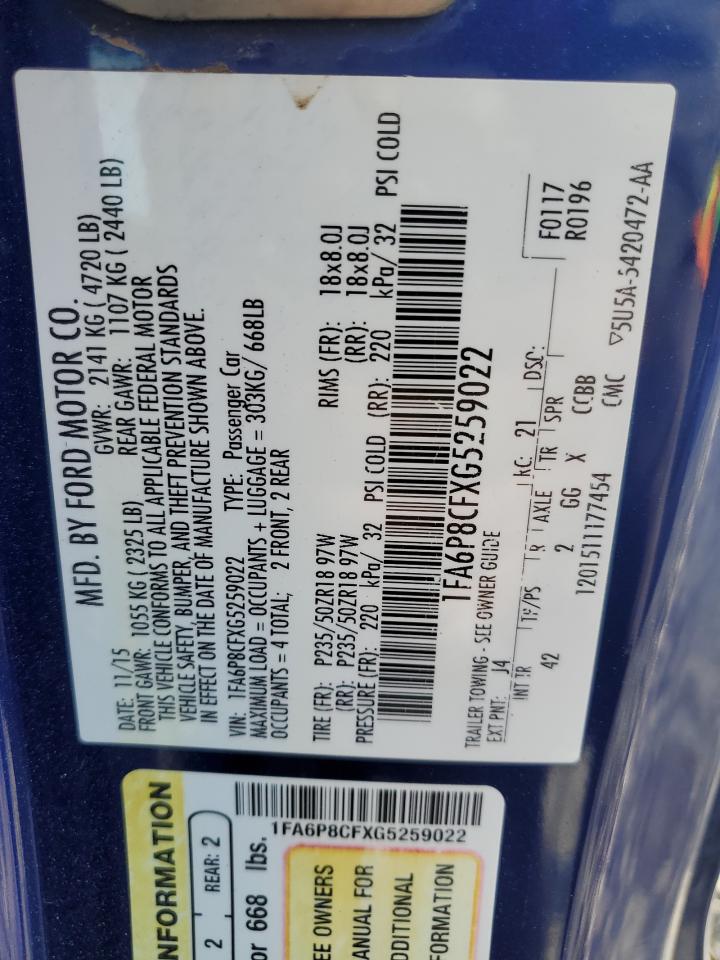 MFD. BY FORD MOTOR CO.
DATE: 11/15 GVWR: 2141 KG ( 4720 LB)
FRONT GAWR: 1055 KG ( 2325 LB) REAR GAWR: 1107 KG ( 2440 LB)
THIS VEHICLE CONFORMS TO ALL APPLICABLE FEDERAL MOTOR
VEHICLE SAFETY, BUMPER, AND THEFT PREVENTION STANDARDS
IN EFFECT ON THE DATE OF MANUFACTURE SHOWN ABOVE.
VIN: 1FA6P8CFXG5259022 TYPE: Passenger Car
MAXIMUM LOAD = OCCUPANTS + LUGGAGE = 303KG/ 668LB
OCCUPANTS = 4 TOTAL; 2 FRONT, 2 REAR
TIRE (FR): P235/50ZR18 97W RIMS (FR): 18x8.0J
(RR): P235/50ZR18 97W (RR): 18x8.0J
PRESSURE (FR): 220 kPa/ 32 PSI COLD (RR): 220 kPa/ 32 PSI COLD
1FA6P8CFXG5259022
TRAILER TOWING - SEE OWNER GUIDE
EXT PNT: J4 RC: 21 DSO: F0117
R0196
INT TR TP/PS R AXLE TR SPR
42 2 GG X CCBB
12015111177454 CMC ▽5U5A-5420472-AA
NFORMATION
2 REAR: 2
or 668 lbs.
1FA6P8CFXG5259022
EE OWNERS
ANUAL FOR
DDITIONAL
FORMATION